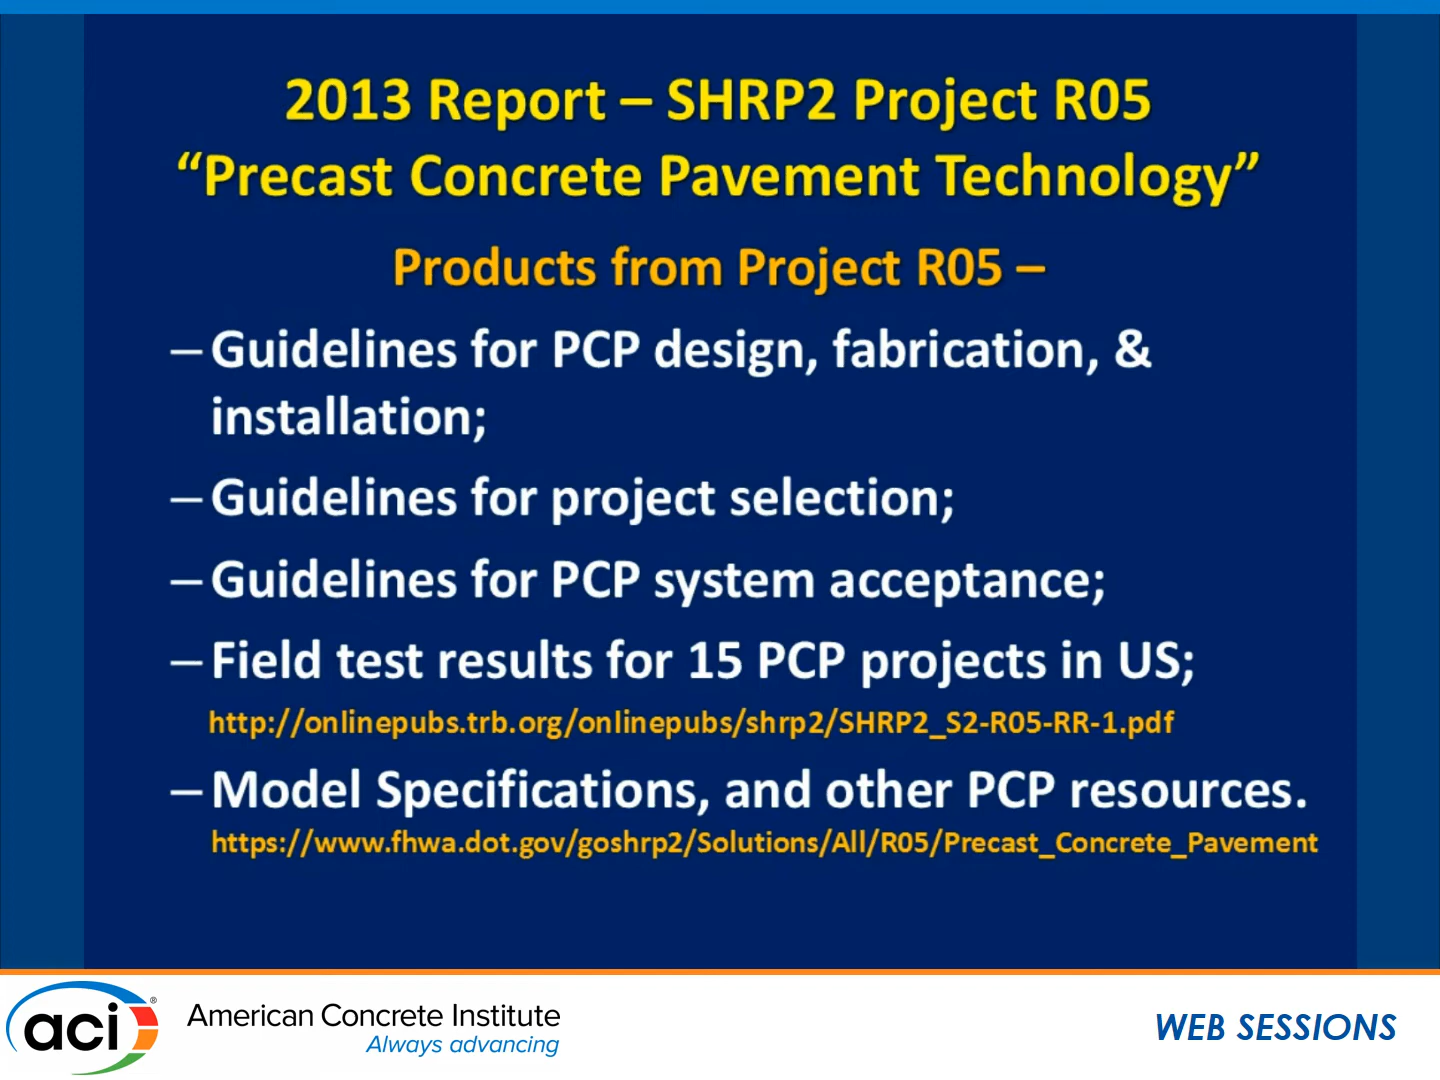 2013 Report – SHRP2 Project R05
“Precast Concrete Pavement Technology”
Products from Project R05 –
– Guidelines for PCP design, fabrication, &
installation;
– Guidelines for project selection;
– Guidelines for PCP system acceptance;
– Field test results for 15 PCP projects in US;
http://onlinepubs.trb.org/onlinepubs/shrp2/SHRP2_S2-R05-RR-1.pdf
– Model Specifications, and other PCP resources.
https://www.fhwa.dot.gov/goshrp2/Solutions/All/R05/Precast_Concrete_Pavement
aci®
American Concrete Institute
Always advancing
WEB SESSIONS